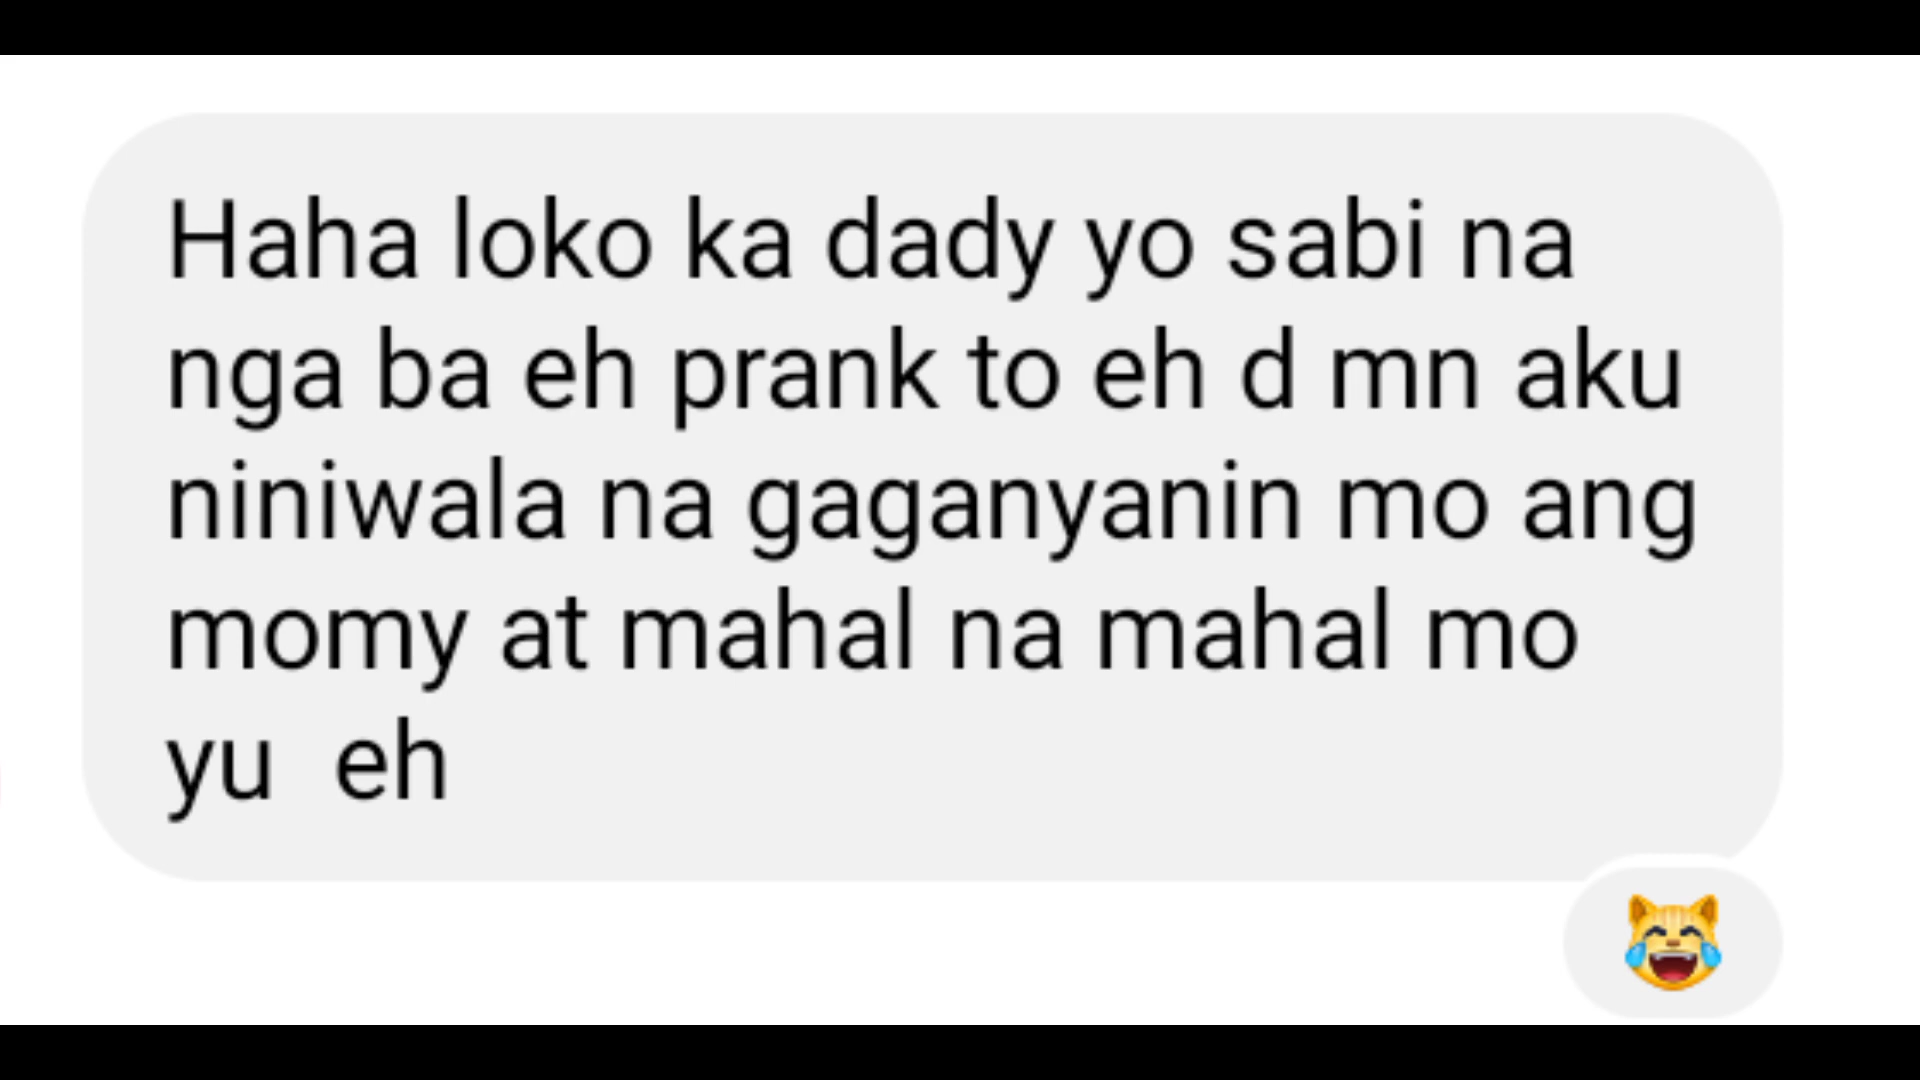 Haha loko ka dady yo sabi na
nga ba eh prank to eh d mn aku
niniwala na gaganyanin mo ang
momy at mahal na mahal mo
yu  eh